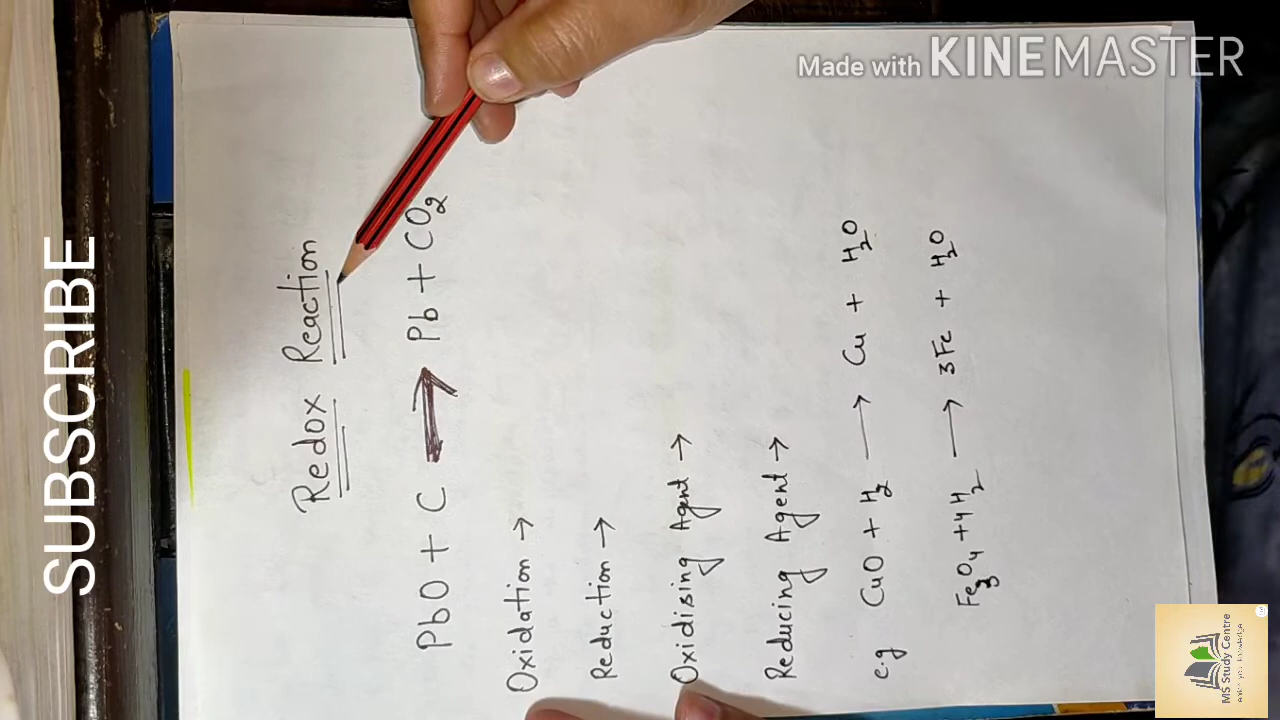 Made with KINEMASTER
SUBSCRIBE
Redox Reaction
PbO + C → Pb + CO2
Oxidation →
Reduction →
Oxidising Agent →
Reducing Agent →
e.g CuO + H2 → Cu + H2O
Fe3O4 + 4H2 → 3Fe + H2O
MS Study Centre